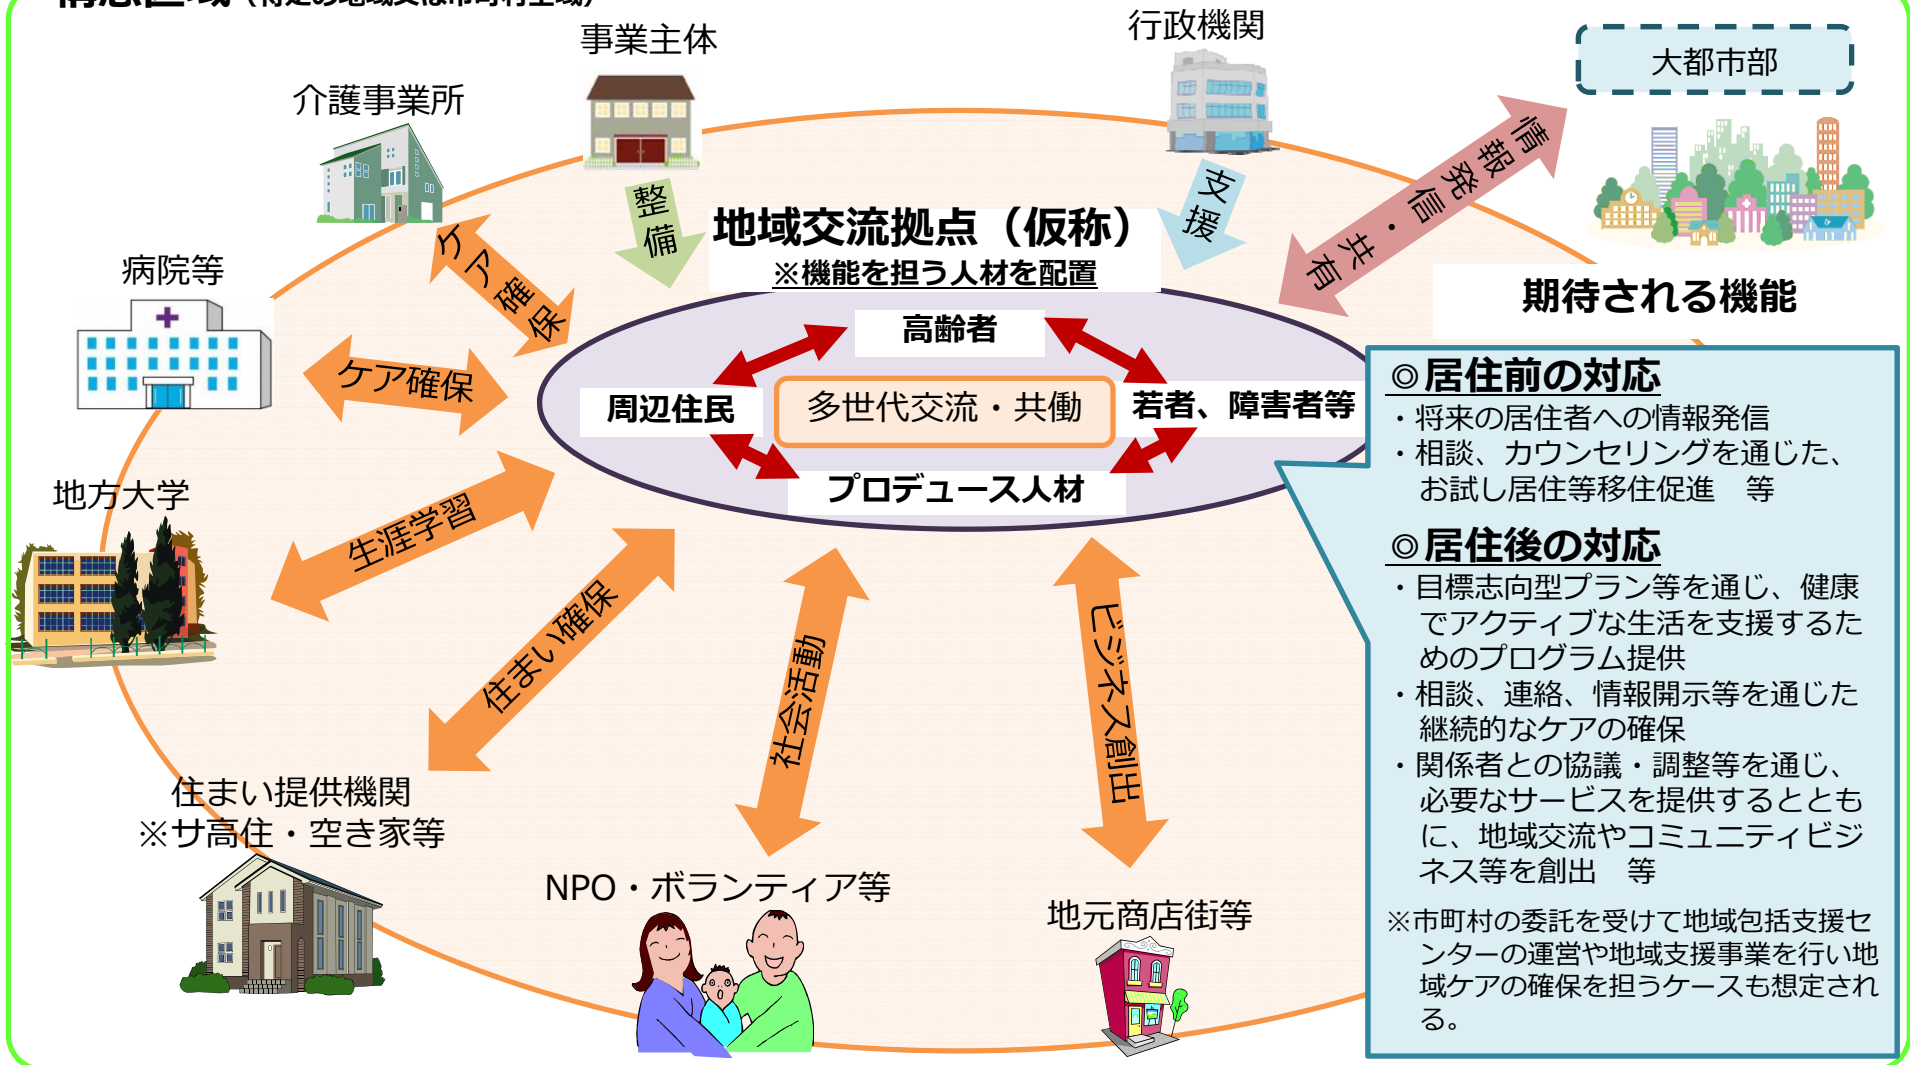 構想区域（特定の地域又は市町村全域）
事業主体
行政機関
大都市部
介護事業所
整備
支援
情報発信・共有
地域交流拠点（仮称）
※機能を担う人材を配置
ケア確保
病院等
期待される機能
高齢者
ケア確保
周辺住民
多世代交流・共働
若者、障害者等
プロデュース人材
◎居住前の対応
・将来の居住者への情報発信
・相談、カウンセリングを通じた、
お試し居住等移住促進　等
◎居住後の対応
・目標志向型プラン等を通じ、健康
でアクティブな生活を支援するた
めのプログラム提供
・相談、連絡、情報開示等を通じた
継続的なケアの確保
・関係者との協議・調整等を通じ、
必要なサービスを提供するととも
に、地域交流やコミュニティビジ
ネス等を創出　等
※市町村の委託を受けて地域包括支援セ
ンターの運営や地域支援事業を行い地
域ケアの確保を担うケースも想定され
る。
地方大学
生涯学習
住まい確保
社会活動
ビジネス創出
住まい提供機関
※サ高住・空き家等
NPO・ボランティア等
地元商店街等